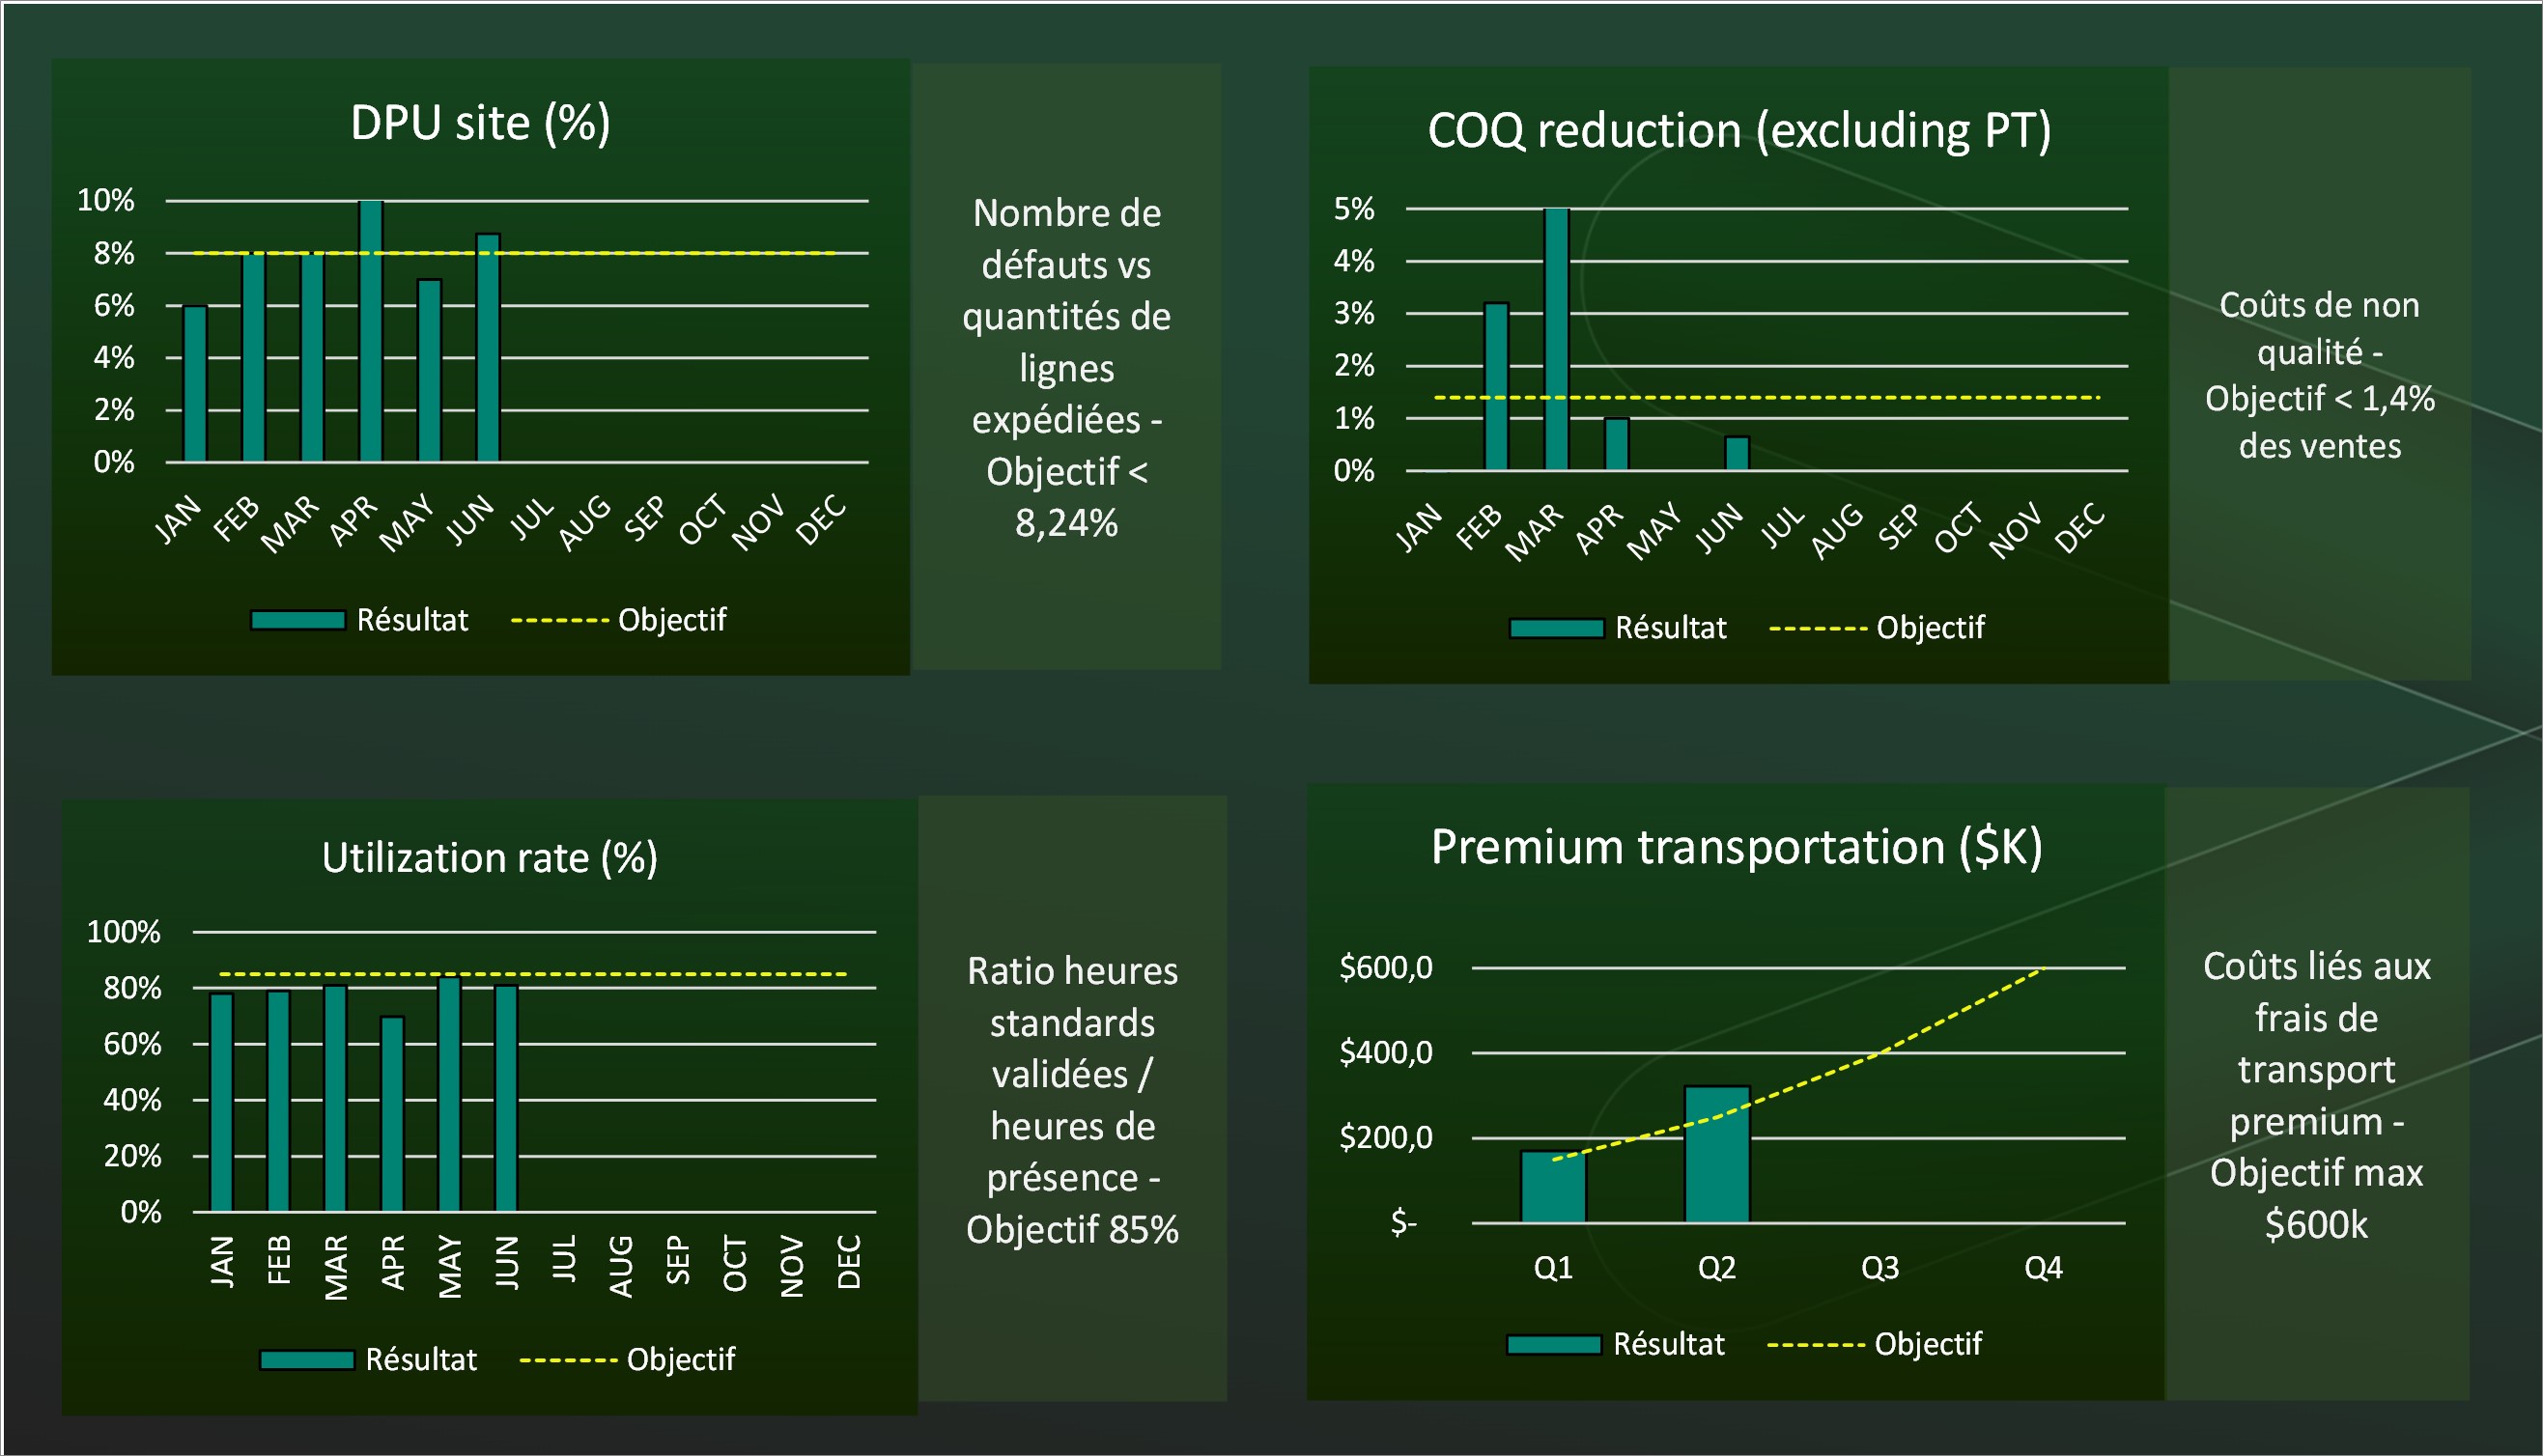 DPU site (%)
10%
8%
6%
4%
2%
0%
JAN FEB MAR APR MAY JUN JUL AUG SEP OCT NOV DEC
Résultat Objectif
Nombre de
défauts vs
quantités de
lignes
expédiées -
Objectif <
8,24%
COQ reduction (excluding PT)
5%
4%
3%
2%
1%
0%
JAN FEB MAR APR MAY JUN JUL AUG SEP OCT NOV DEC
Résultat Objectif
Coûts de non
qualité -
Objectif < 1,4%
des ventes
Utilization rate (%)
100%
80%
60%
40%
20%
0%
JAN FEB MAR APR MAY JUN JUL AUG SEP OCT NOV DEC
Résultat Objectif
Ratio heures
standards
validées /
heures de
présence -
Objectif 85%
Premium transportation ($K)
$600,0
$400,0
$200,0
$-
Q1 Q2 Q3 Q4
Résultat Objectif
Coûts liés aux
frais de
transport
premium -
Objectif max
$600k